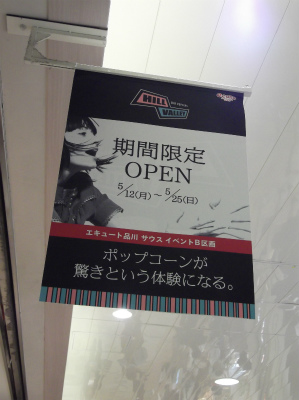 HILL
VALLEY
期間限定
OPEN
5/12(月)～5/25(日)
エキュート品川 サウス イベントB区画
ポップコーンが
驚きという体験になる。